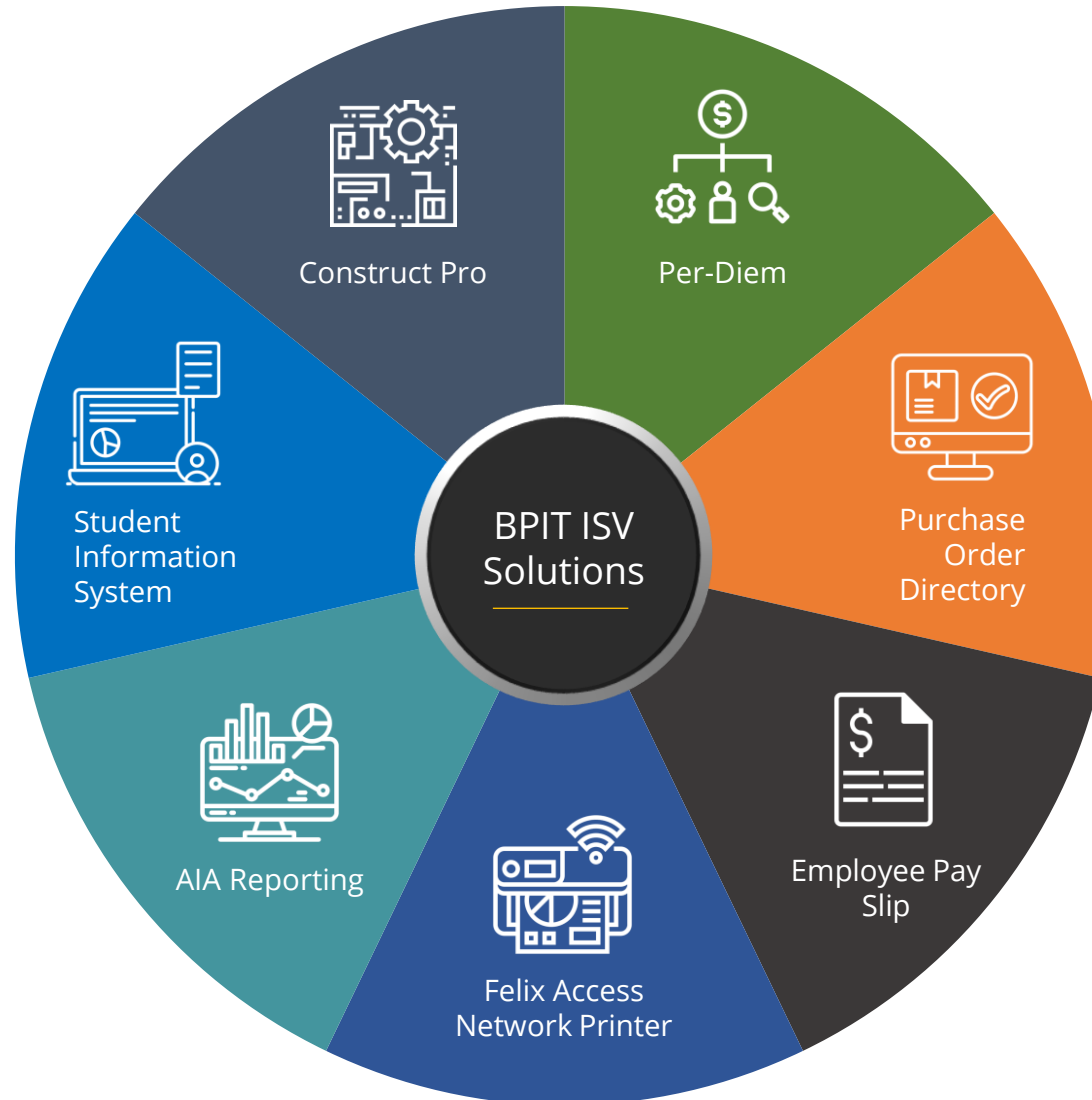 Construct Pro
Per-Diem
Student
Information
System
BPIT ISV
Solutions
Purchase
Order
Directory
AIA Reporting
Employee Pay
Slip
Felix Access
Network Printer
$
$